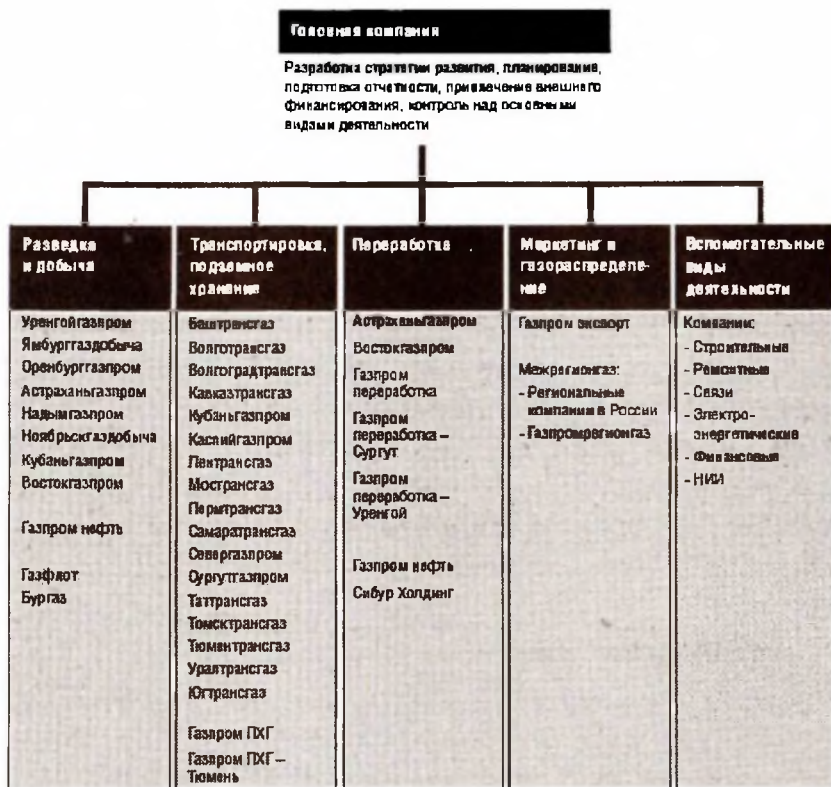 Головная компания
Разработка стратегии развития, планирование,
подготовка отчетности, привлечение внешнего
финансирования, контроль над основными
видами деятельности
Разведка
и добыча
Уренгойгазпром
Ямбурггаздобыча
Оренбурггазпром
Астраханьгазпром
Надымгазпром
Ноябрьскгаздобыча
Кубаньгазпром
Востокгазпром
Газпром нефть
Газфлот
Бургаз
Транспортировка,
подземное
хранение
Баштрансгаз
Волготрансгаз
Волгоградтрансгаз
Кавказтрансгаз
Кубаньгазпром
Каспийгазпром
Лентрансгаз
Мострансгаз
Пермтрансгаз
Самаратрансгаз
Севергазпром
Сургутгазпром
Таттрансгаз
Томсктрансгаз
Тюментрансгаз
Уралтрансгаз
Югтрансгаз
Газпром ПХГ
Газпром ПХГ –
Тюмень
Переработка
Астраханьгазпром
Востокгазпром
Газпром
переработка
Газпром
переработка –
Сургут
Газпром
переработка –
Уренгой
Газпром нефть
Сибур Холдинг
Маркетинг и
газораспределе-
ние
Газпром экспорт
Межрегионгаз:
- Региональные
компании в России
- Газпромрегионгаз
Вспомогательные
виды
деятельности
Компании:
- Строительные
- Ремонтные
- Связи
- Электро-
энергетические
- Финансовые
- НИИ